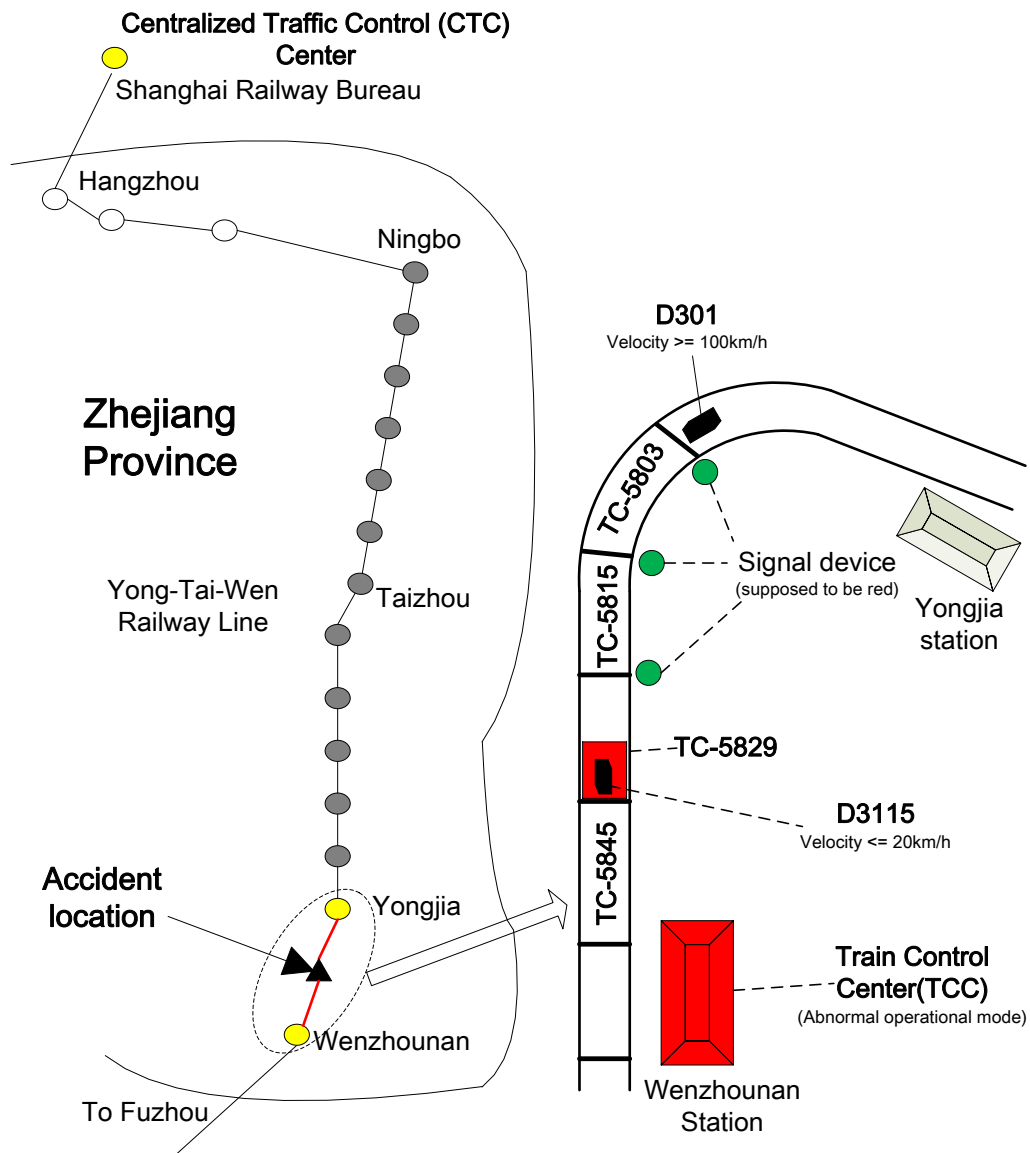 Centralized Traffic Control (CTC)
Center
Shanghai Railway Bureau
Hangzhou
Ningbo
Zhejiang
Province
Yong-Tai-Wen
Railway Line
Taizhou
Accident
location
Yongjia
Wenzhounan
To Fuzhou
D301
Velocity >= 100km/h
TC-5803
TC-5815
Signal device
(supposed to be red)
Yongjia
station
TC-5829
D3115
Velocity <= 20km/h
TC-5845
Train Control
Center(TCC)
(Abnormal operational mode)
Wenzhounan
Station